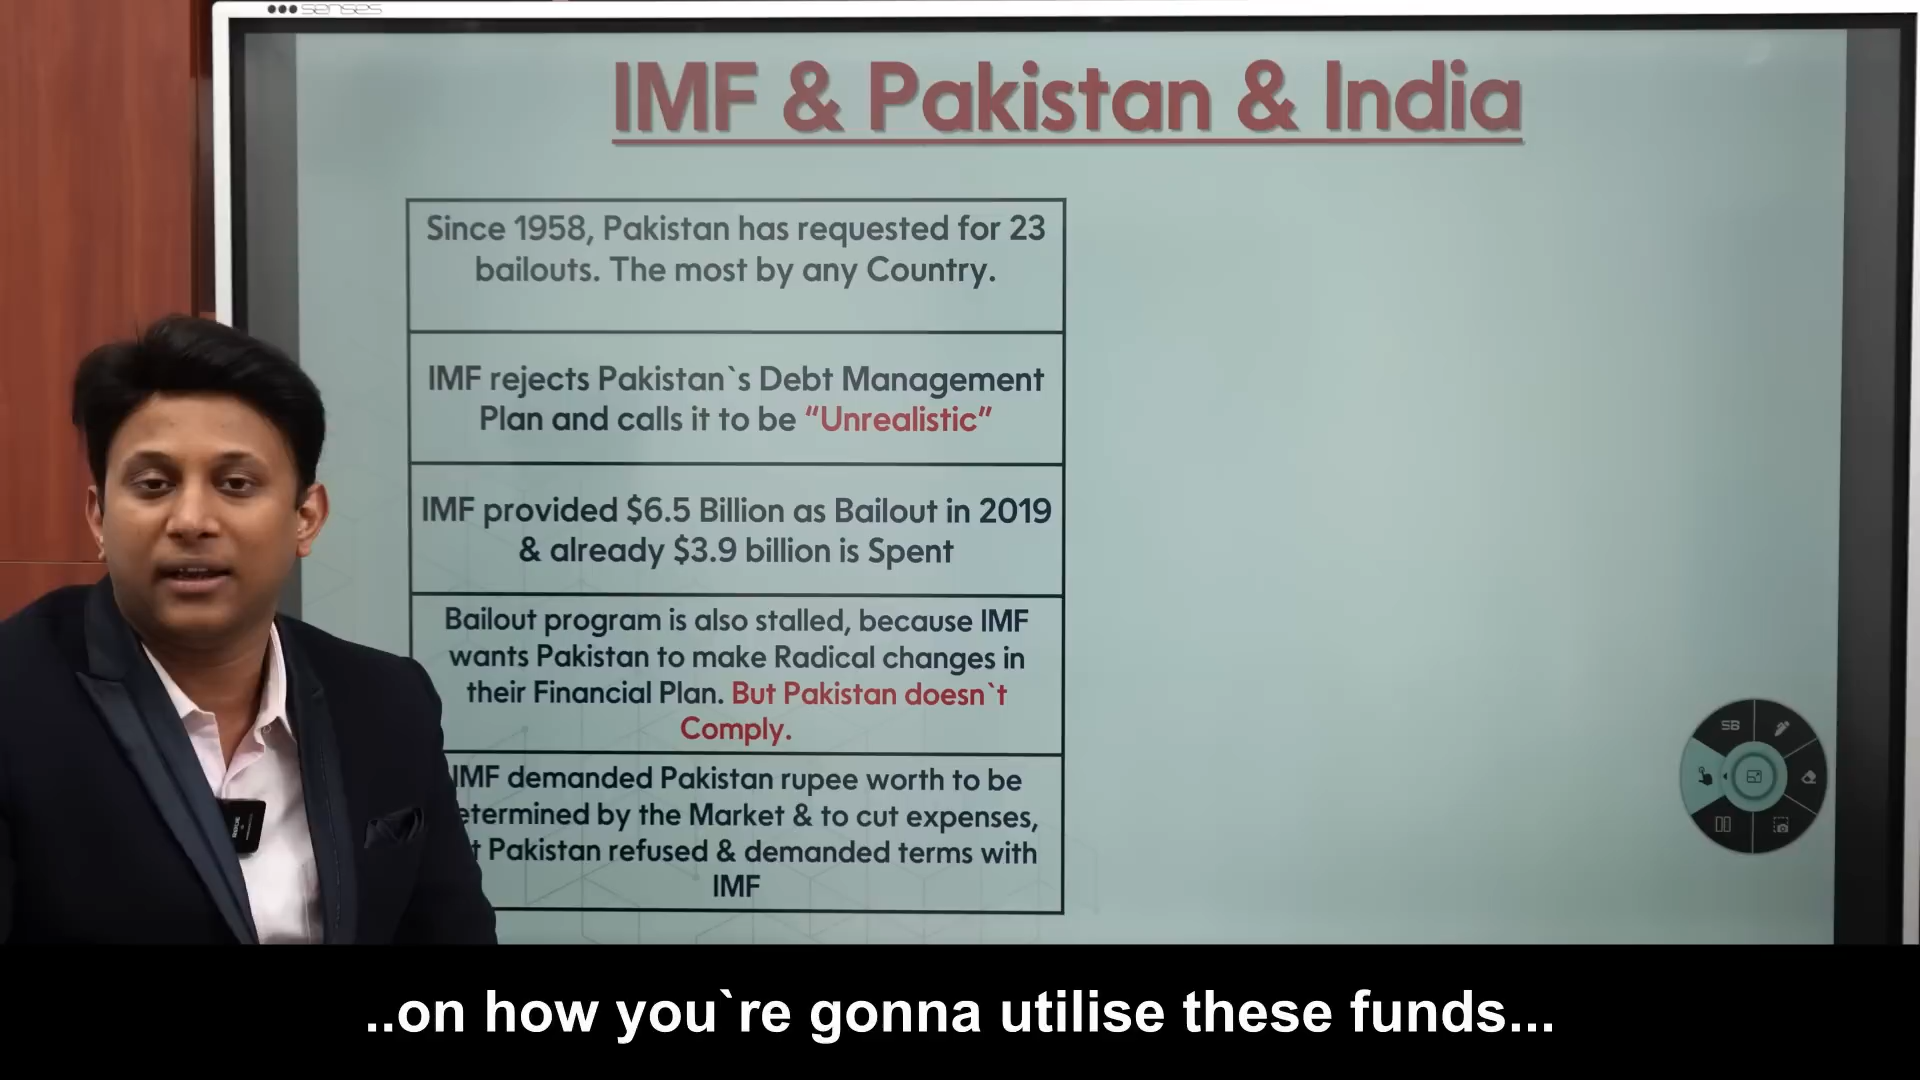 senses
IMF & Pakistan & India
Since 1958, Pakistan has requested for 23
bailouts. The most by any Country.
IMF rejects Pakistan`s Debt Management
Plan and calls it to be “Unrealistic”
IMF provided $6.5 Billion as Bailout in 2019
& already $3.9 billion is Spent
Bailout program is also stalled, because IMF
wants Pakistan to make Radical changes in
their Financial Plan. But Pakistan doesn`t
Comply.
IMF demanded Pakistan rupee worth to be
etermined by the Market & to cut expenses,
t Pakistan refused & demanded terms with
IMF
SB
..on how you`re gonna utilise these funds...